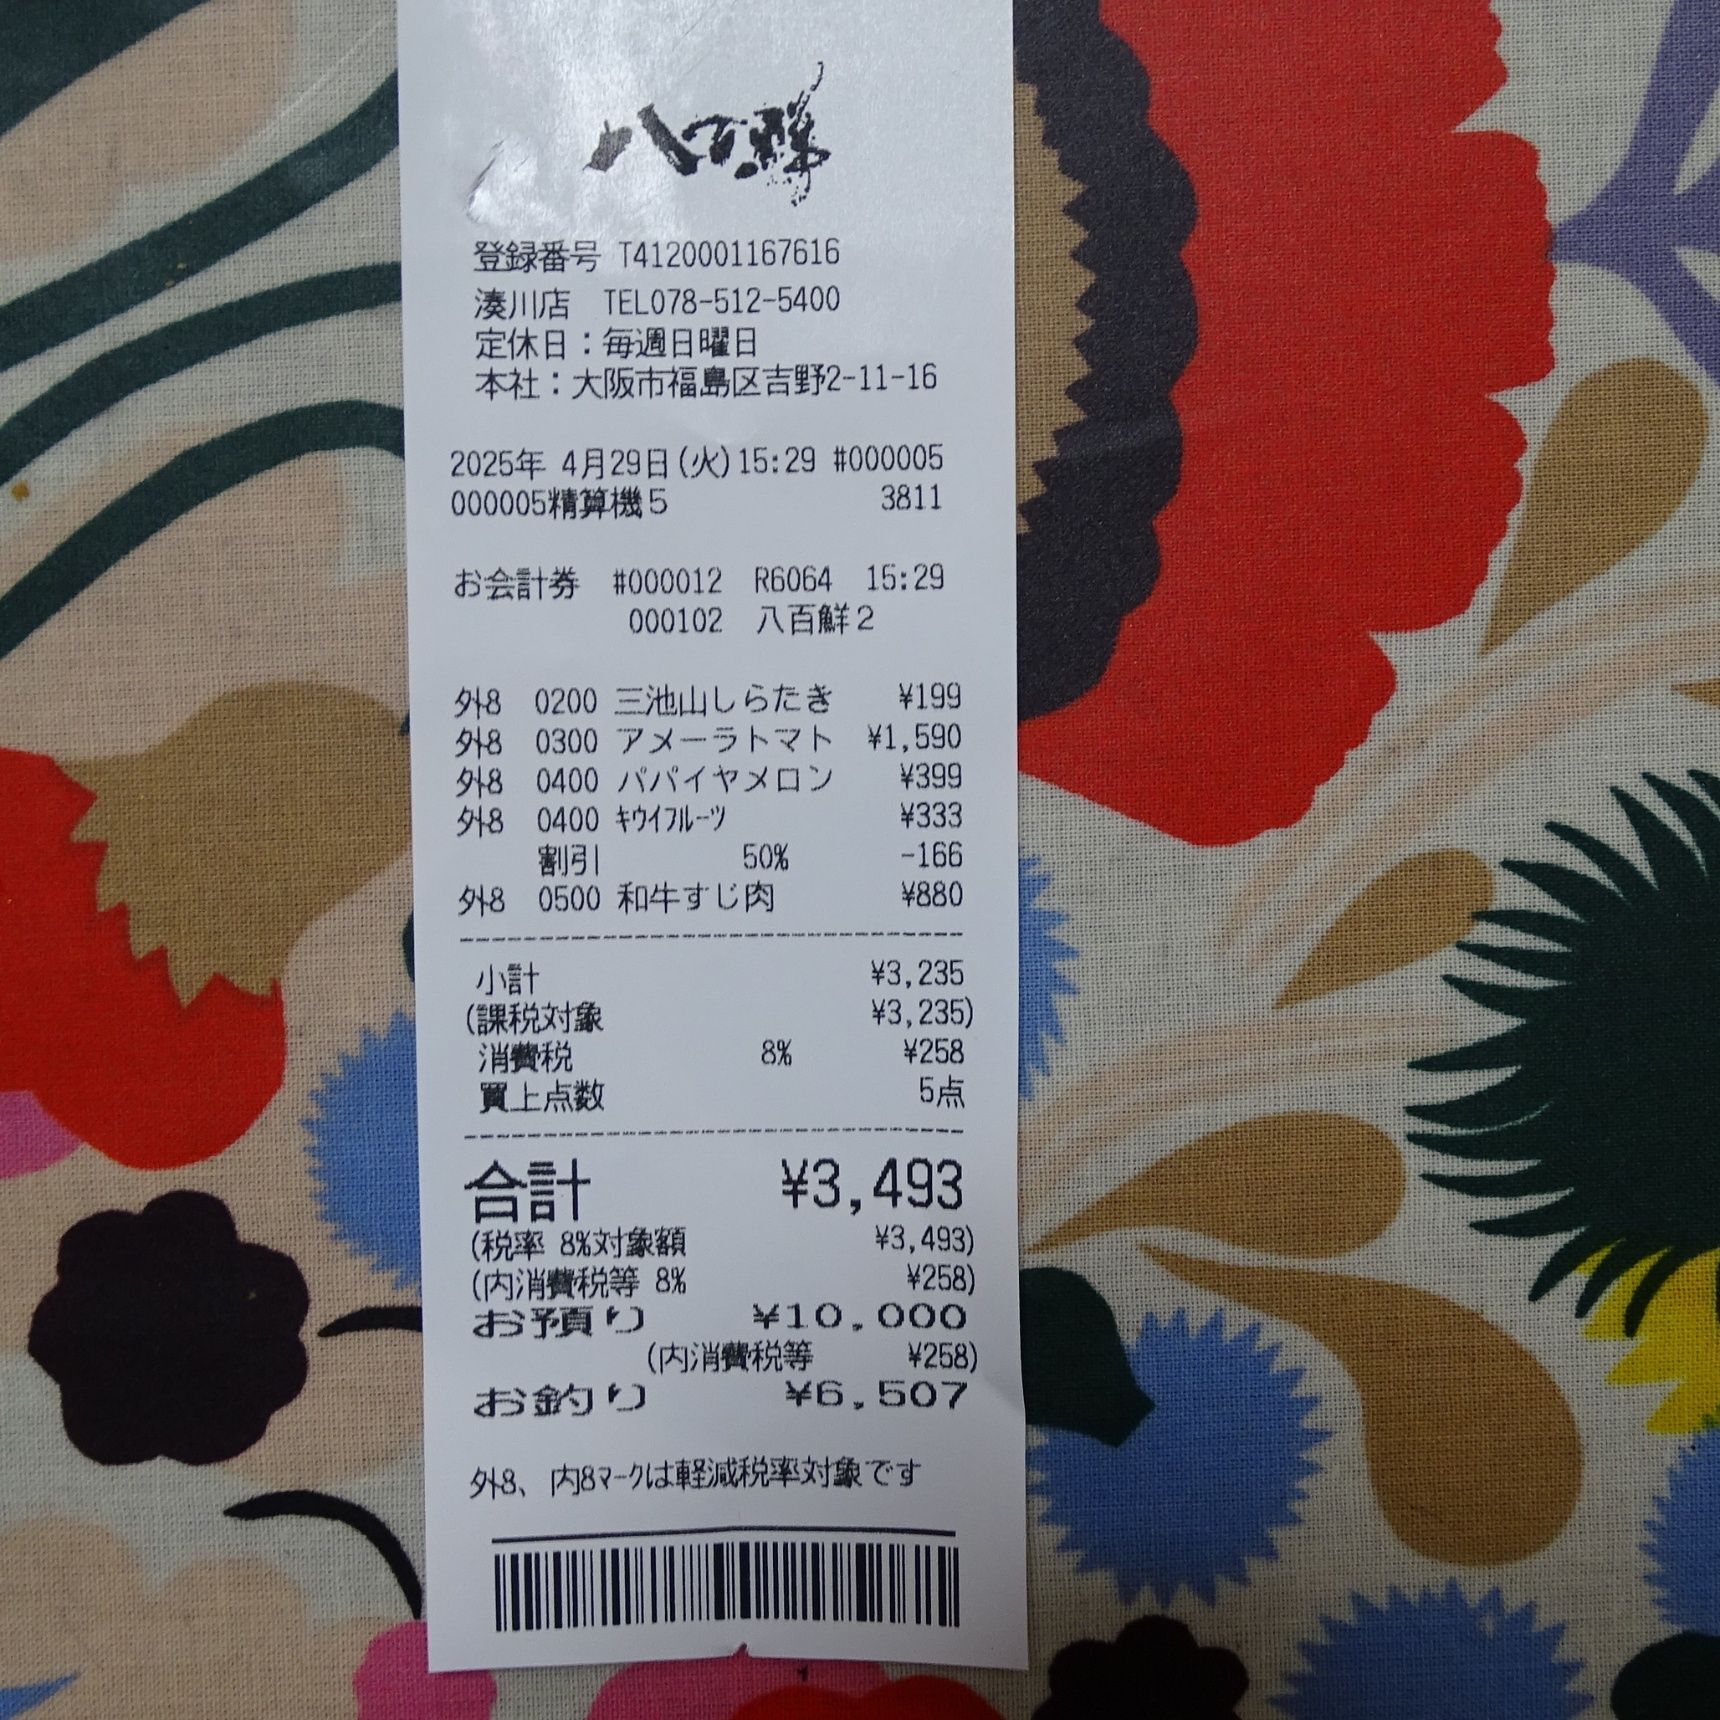 八百鮮
登録番号 T4120001167616
湊川店 TEL078-512-5400
定休日：毎週日曜日
本社：大阪市福島区吉野2-11-16
2025年 4月29日(火)15:29 #000005
000005精算機5 3811
お会計券 #000012 R6064 15:29
000102 八百鮮2
外8 0200 三池山しらたき ¥199
外8 0300 アメーラトマト ¥1,590
外8 0400 パパイヤメロン ¥399
外8 0400 ｷｳｲﾌﾙｰﾂ ¥333
割引 50% -166
外8 0500 和牛すじ肉 ¥880
小計 ¥3,235
(課税対象 ¥3,235)
消費税 8% ¥258
買上点数 5点
合計 ¥3,493
(税率 8%対象額 ¥3,493)
(内消費税等 8% ¥258)
お預り ¥10,000
(内消費税等 ¥258)
お釣り ¥6,507
外8、内8ﾏｰｸは軽減税率対象です